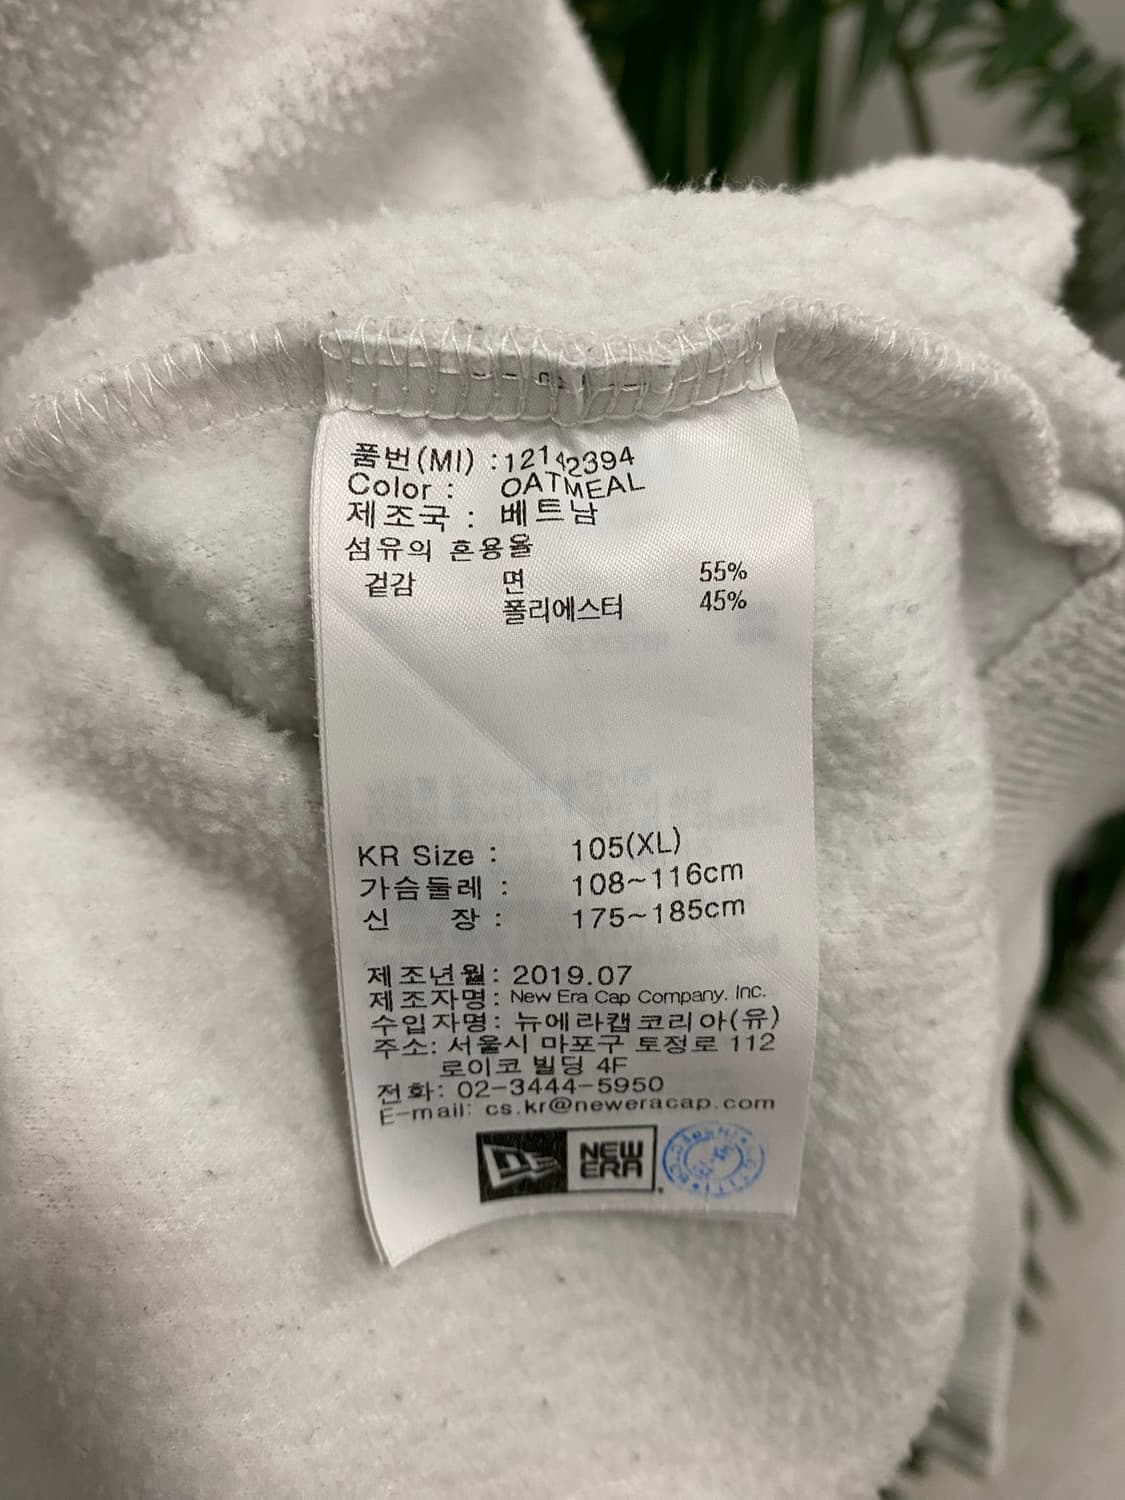 품번(MI) :12142394
Color : OATMEAL
제조국 : 베트남
섬유의 혼용율
겉감 면 55%
폴리에스터 45%
KR Size : 105(XL)
가슴둘레 : 108~116cm
신 장 : 175~185cm
제조년월: 2019.07
제조자명: New Era Cap Company. Inc.
수입자명: 뉴에라캡코리아(유)
주소: 서울시 마포구 토정로 112
로이코 빌딩 4F
전화: 02-3444-5950
E-mail: cs.kr@neweracap.com
NEW
ERA